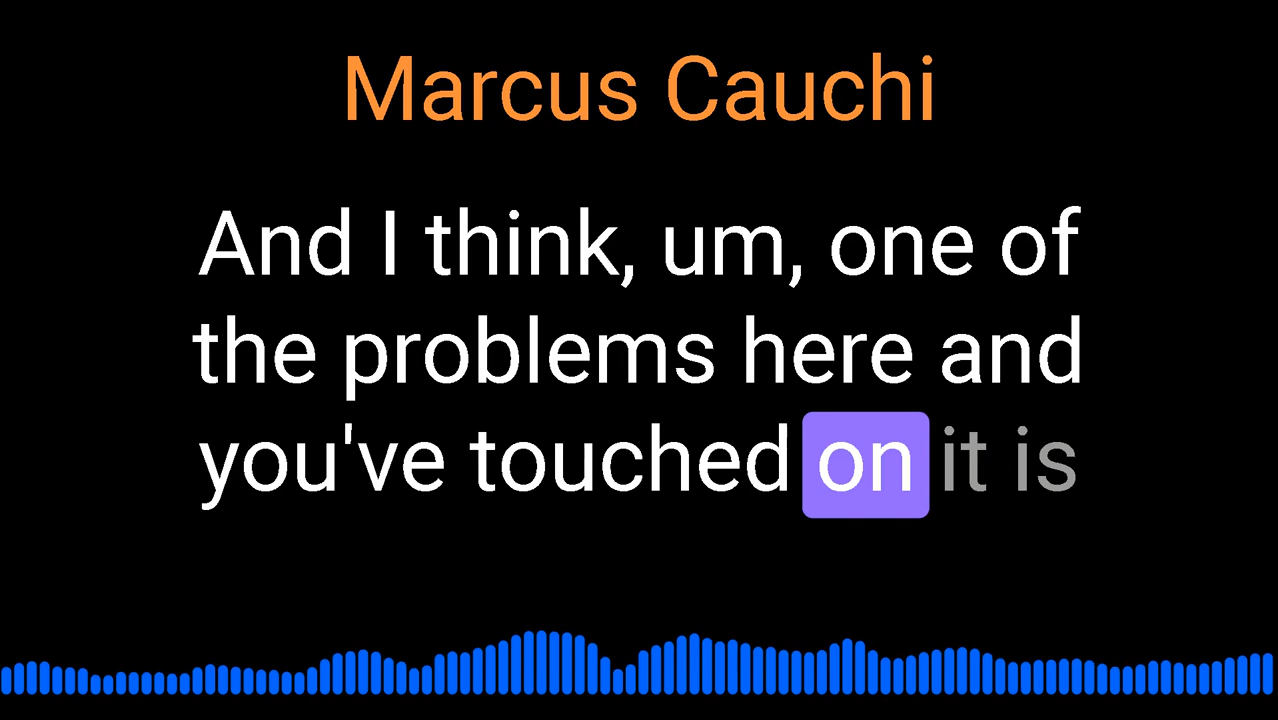 Marcus Cauchi
And I think, um, one of
the problems here and
you've touched on it is